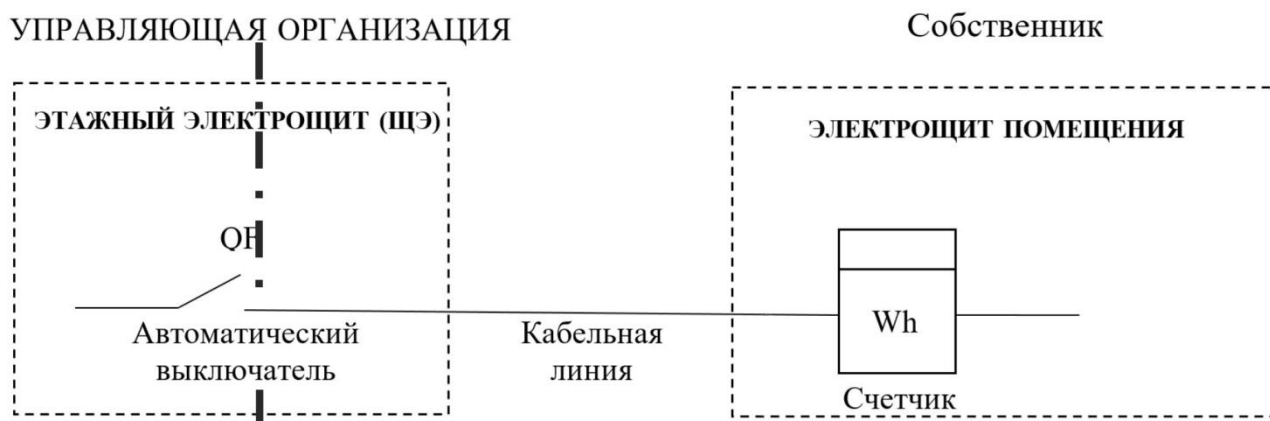 УПРАВЛЯЮЩАЯ ОРГАНИЗАЦИЯ
Собственник
ЭТАЖНЫЙ ЭЛЕКТРОЩИТ (ЩЭ)
ЭЛЕКТРОЩИТ ПОМЕЩЕНИЯ
QF
Автоматический
выключатель
Кабельная
линия
Wh
Счетчик